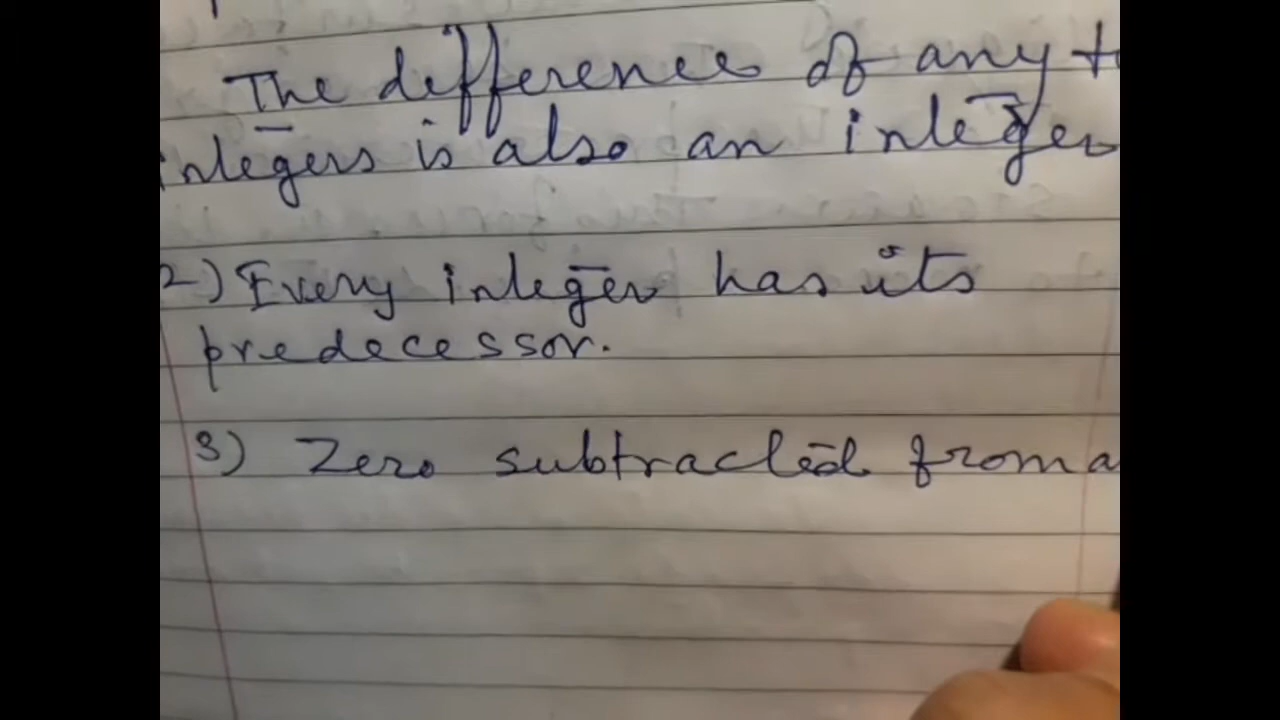 The difference of any t
integers is also an integer
2) Every integer has its
predecessor.
3) Zero subtracted from a